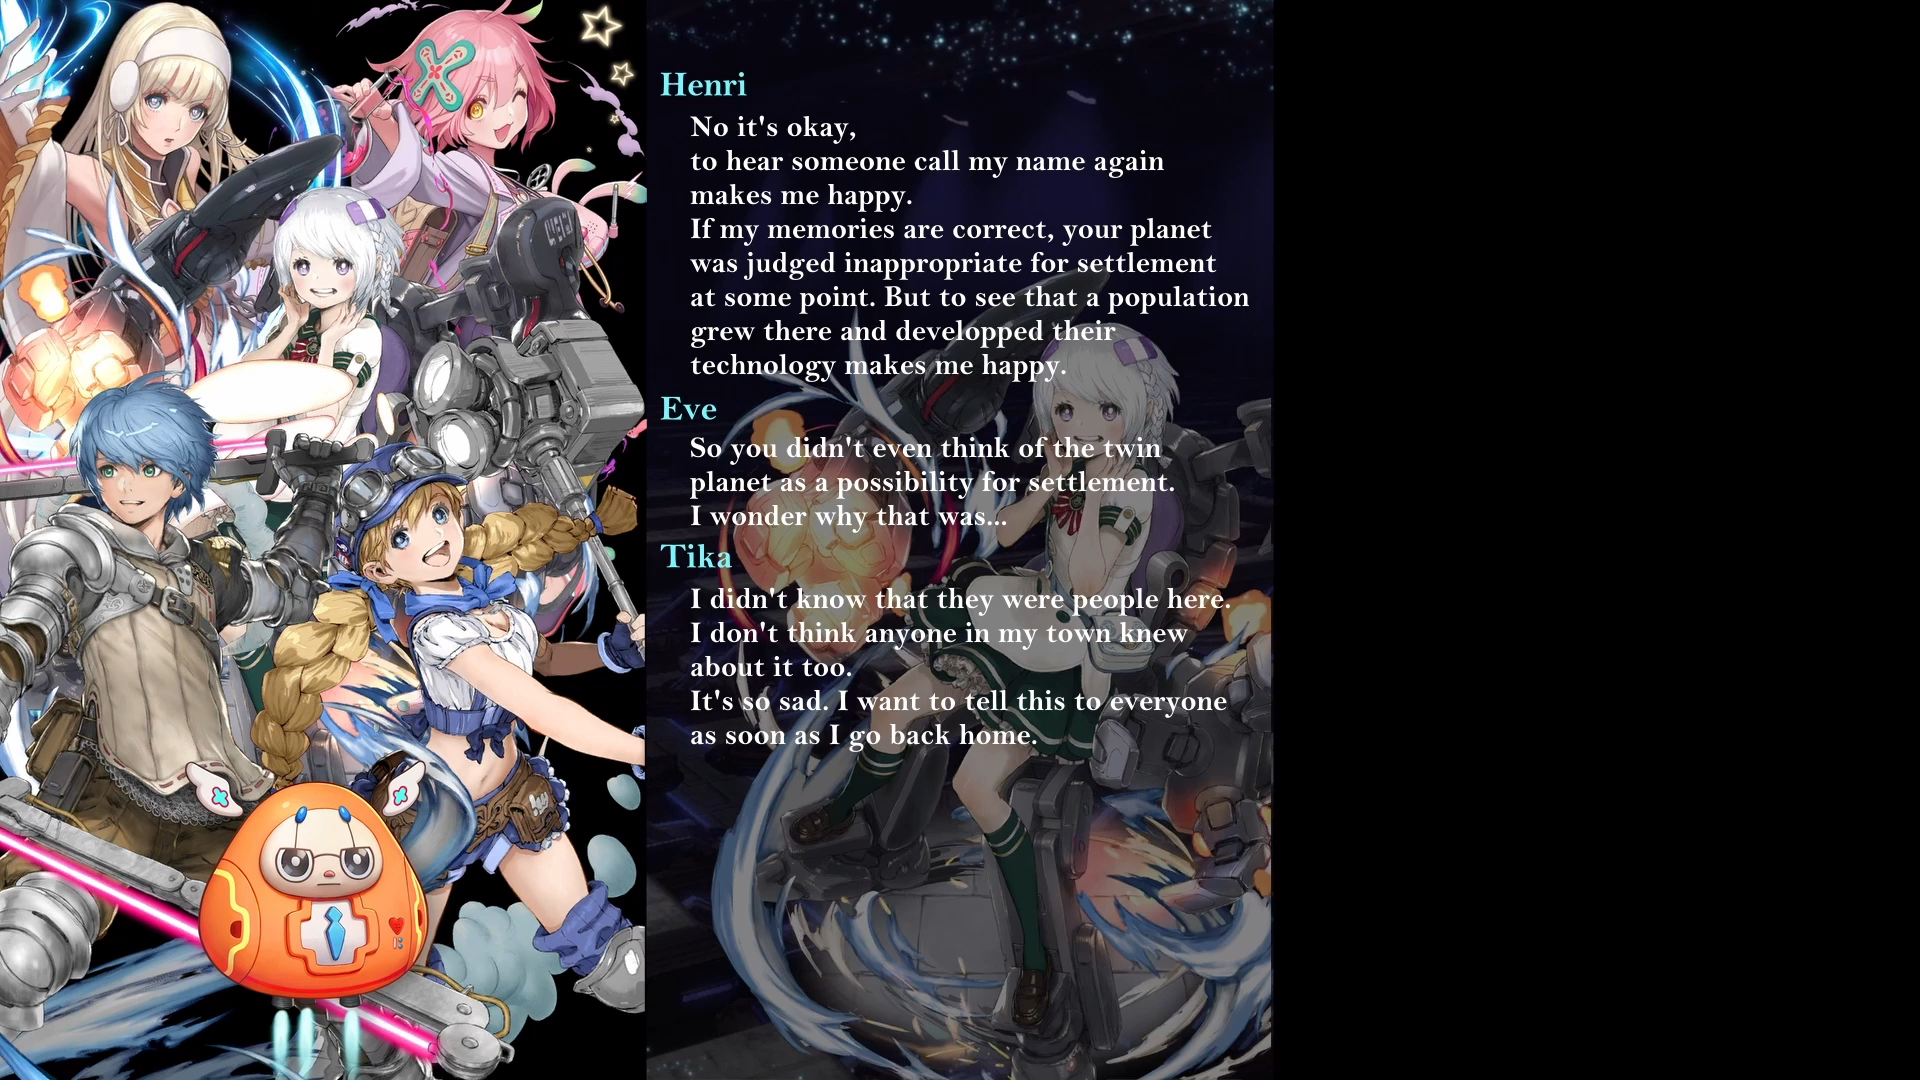 Henri
No it's okay,
to hear someone call my name again
makes me happy.
If my memories are correct, your planet
was judged inappropriate for settlement
at some point. But to see that a population
grew there and developped their
technology makes me happy.
Eve
So you didn't even think of the twin
planet as a possibility for settlement.
I wonder why that was...
Tika
I didn't know that they were people here.
I don't think anyone in my town knew
about it too.
It's so sad. I want to tell this to everyone
as soon as I go back home.